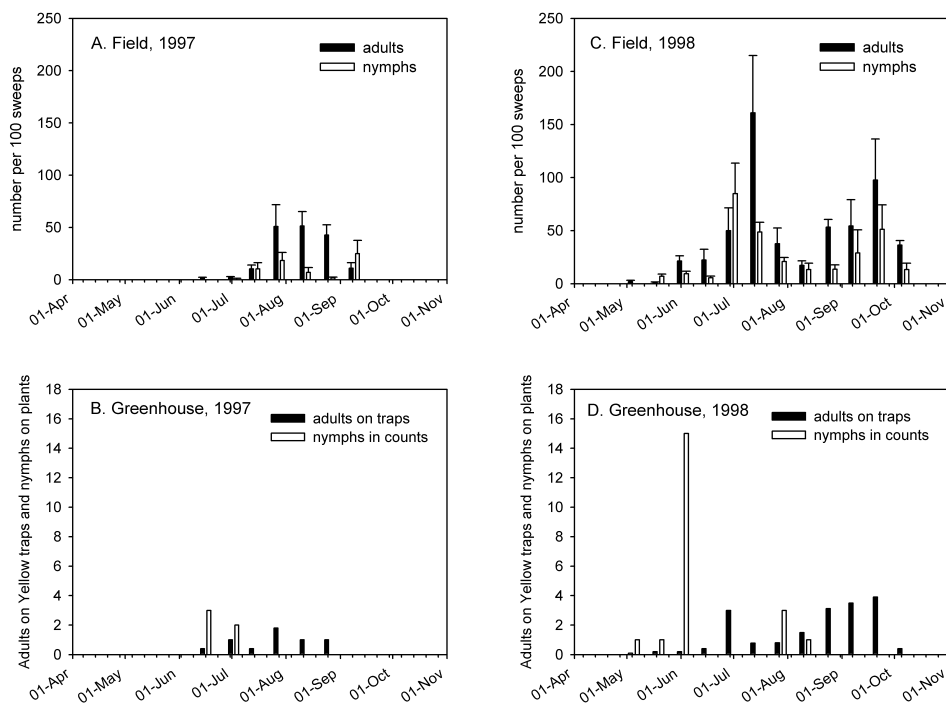 A. Field, 1997
adults
nymphs
number per 100 sweeps
250
200
150
100
50
0
01-Apr
01-May
01-Jun
01-Jul
01-Aug
01-Sep
01-Oct
01-Nov
C. Field, 1998
adults
nymphs
number per 100 sweeps
250
200
150
100
50
0
01-Apr
01-May
01-Jun
01-Jul
01-Aug
01-Sep
01-Oct
01-Nov
B. Greenhouse, 1997
adults on traps
nymphs in counts
Adults on Yellow traps and nymphs on plants
18
16
14
12
10
8
6
4
2
0
01-Apr
01-May
01-Jun
01-Jul
01-Aug
01-Sep
01-Oct
01-Nov
D. Greenhouse, 1998
adults on traps
nymphs in counts
Adults on Yellow traps and nymphs on plants
18
16
14
12
10
8
6
4
2
0
01-Apr
01-May
01-Jun
01-Jul
01-Aug
01-Sep
01-Oct
01-Nov